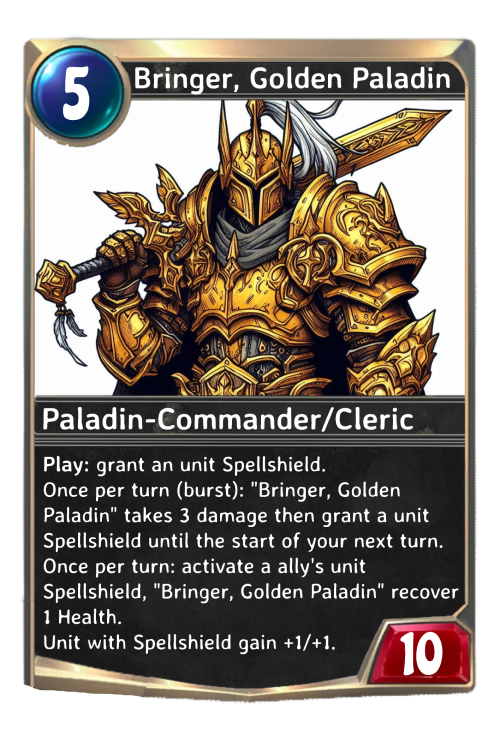 5
Bringer, Golden Paladin
Paladin-Commander/Cleric
Play: grant an unit Spellshield.
Once per turn (burst): "Bringer, Golden
Paladin" takes 3 damage then grant a unit
Spellshield until the start of your next turn.
Once per turn: activate a ally's unit
Spellshield, "Bringer, Golden Paladin" recover
1 Health.
Unit with Spellshield gain +1/+1.
10